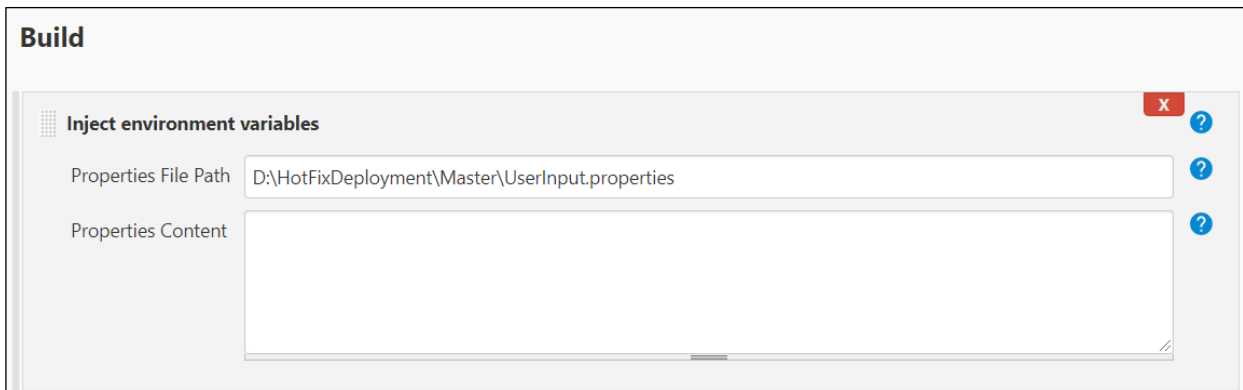 Build
X
Inject environment variables
?
Properties File Path
D:\HotFixDeployment\Master\UserInput.properties
?
Properties Content
?